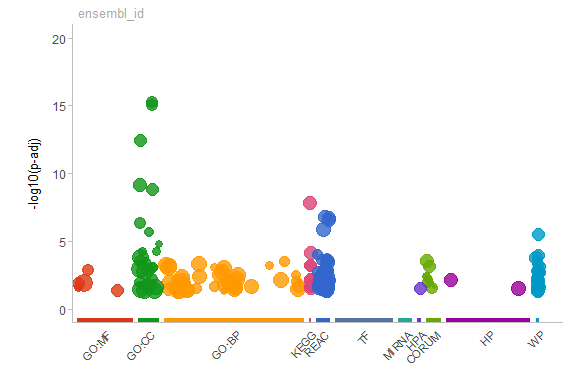 ensembl_id
20
15
10
5
0
-log10(p-adj)
GO:MF
GO:CC
GO:BP
KEGG
REAC
TF
MIRNA
HPA
CORUM
HP
WP